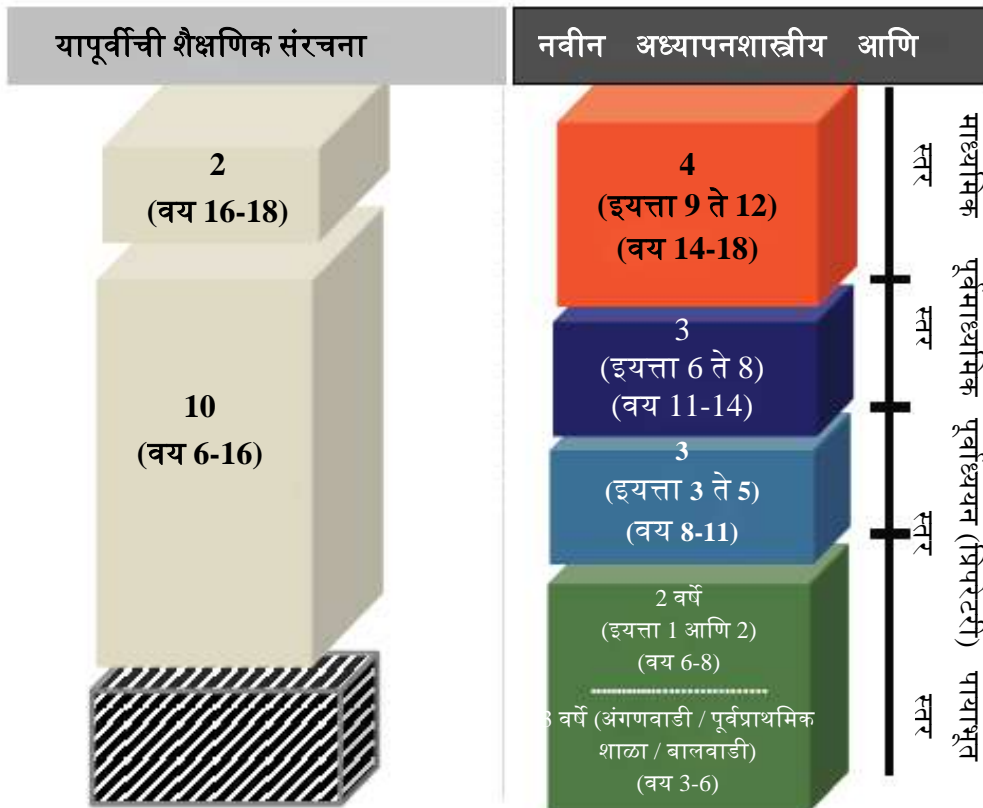 यापूर्वीची शैक्षणिक संरचना
2
(वय 16-18)
10
(वय 6-16)
नवीन अध्यापनशास्त्रीय आणि
4
(इयत्ता 9 ते 12)
(वय 14-18)
3
(इयत्ता 6 ते 8)
(वय 11-14)
3
(इयत्ता 3 ते 5)
(वय 8-11)
2 वर्षे
(इयत्ता 1 आणि 2)
(वय 6-8)
3 वर्षे (अंगणवाडी / पूर्वप्राथमिक
शाळा / बालवाडी)
(वय 3-6)
माध्यमिक
स्तर
पूर्वमाध्यमिक
स्तर
पूर्वाध्ययन (प्रिपरेटरी)
स्तर
पायाभूत
स्तर